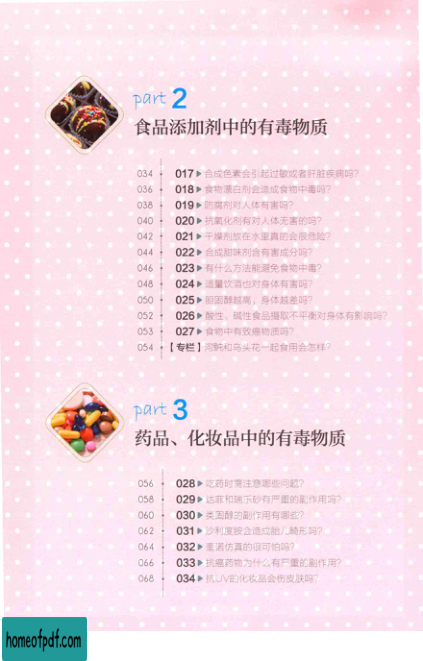 part 2
食品添加剂中的有毒物质
034 017▶合成色素会引起过敏或者肝脏疾病吗?
036 018▶食物漂白剂会造成食物中毒吗?
038 019▶防腐剂对人体有害吗?
040 020▶抗氧化剂有对人体无害的吗?
042 021▶干燥剂放在水里真的会很危险?
044 022▶合成甜味剂含有害成分吗?
046 023▶有什么方法能避免食物中毒?
048 024▶适量饮酒也对身体有害吗?
050 025▶胆固醇越高,身体越差吗?
052 026▶酸性、碱性食品摄取不平衡对身体有影响吗?
053 027▶食物中有致癌物质吗?
054 【专栏】河豚和乌头花一起食用会怎样?
part 3
药品、化妆品中的有毒物质
056 028▶吃药时需注意哪些问题?
058 029▶达菲和瑞乐砂有严重的副作用吗?
060 030▶类固醇的副作用有哪些?
062 031▶沙利度胺会造成胎儿畸形吗?
064 032▶重诺仿真的很可怕吗?
066 033▶抗癌药物为什么有严重的副作用?
068 034▶抗UV的化妆品会伤皮肤吗?
homeofpdf.com